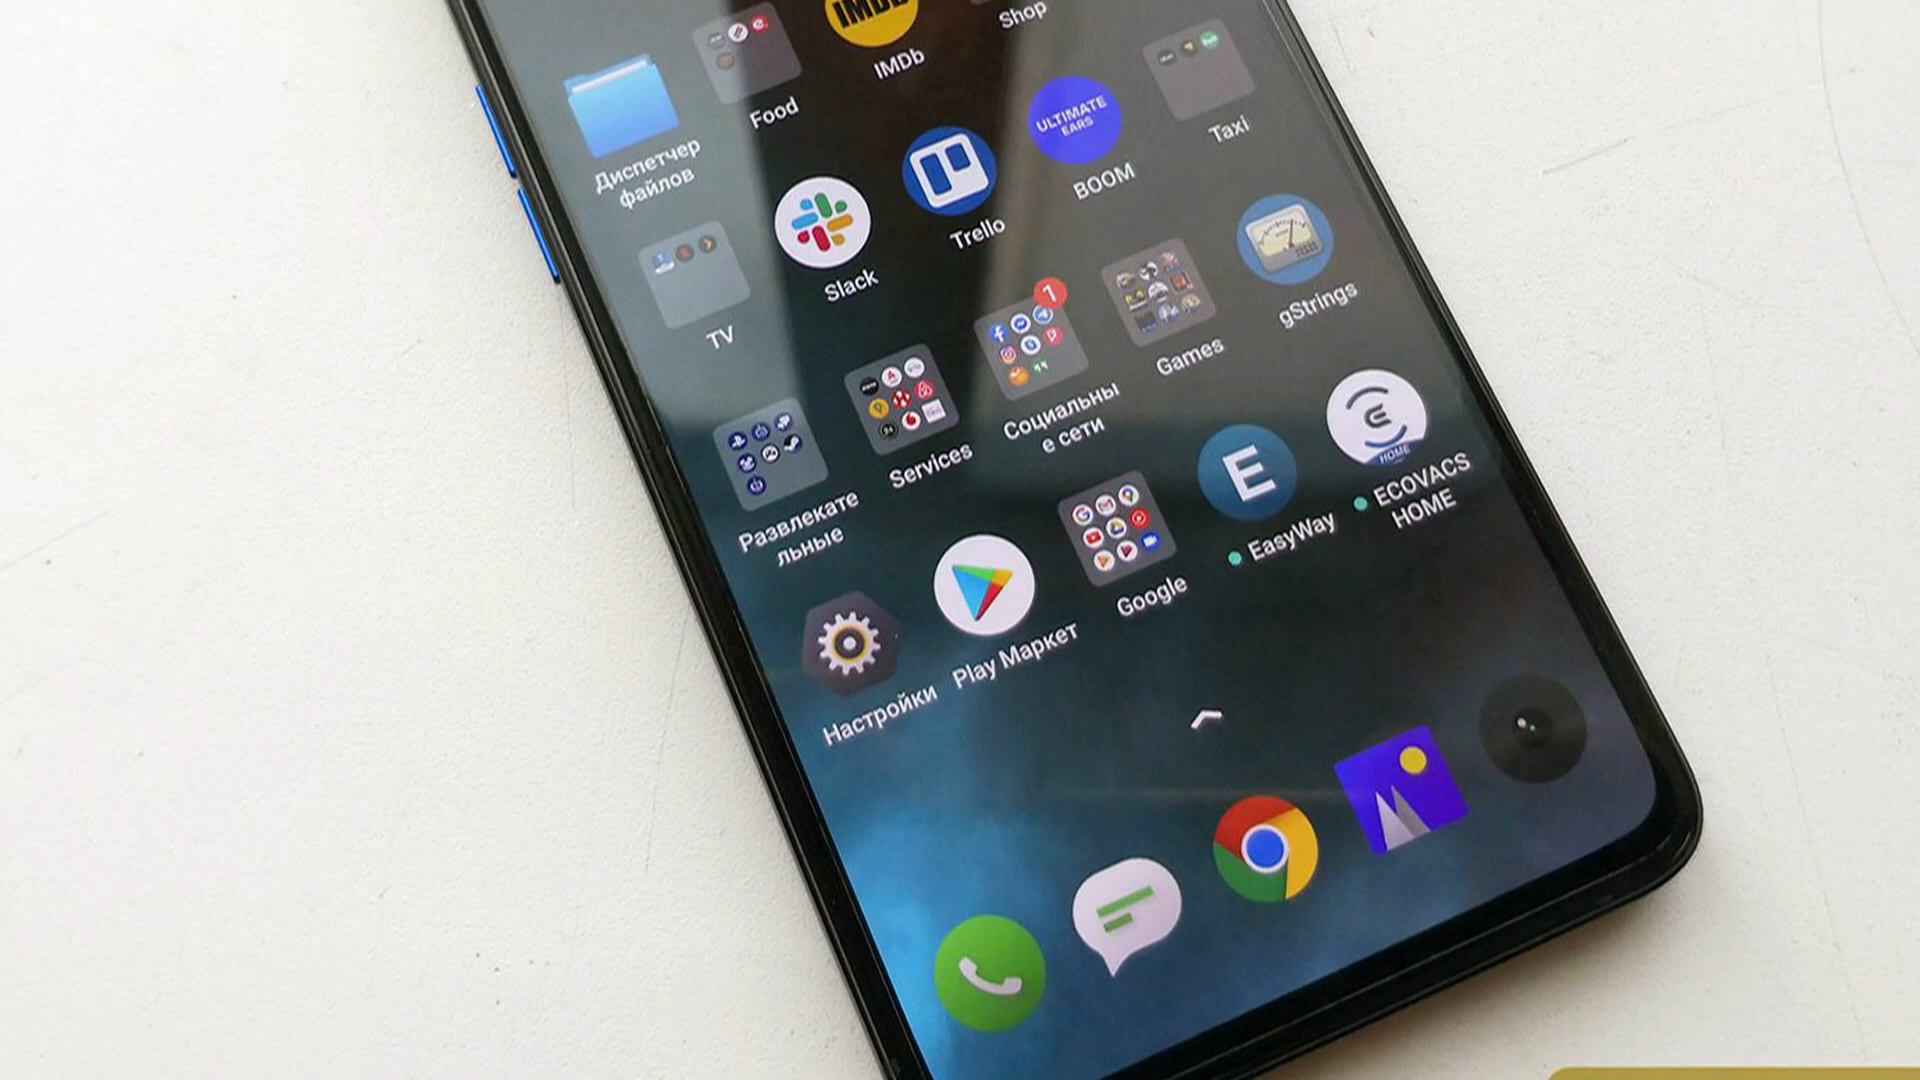 IMDb
Shop
IMDb
Food
Диспетчер
файлов
ULTIMATE
EARS
BOOM
Taxi
Trello
Slack
TV
gStrings
1
Games
Социальны
е сети
Services
Развлекате
льные
HOME
ECOVACS
HOME
E
EasyWay
Google
Play Маркет
Настройки